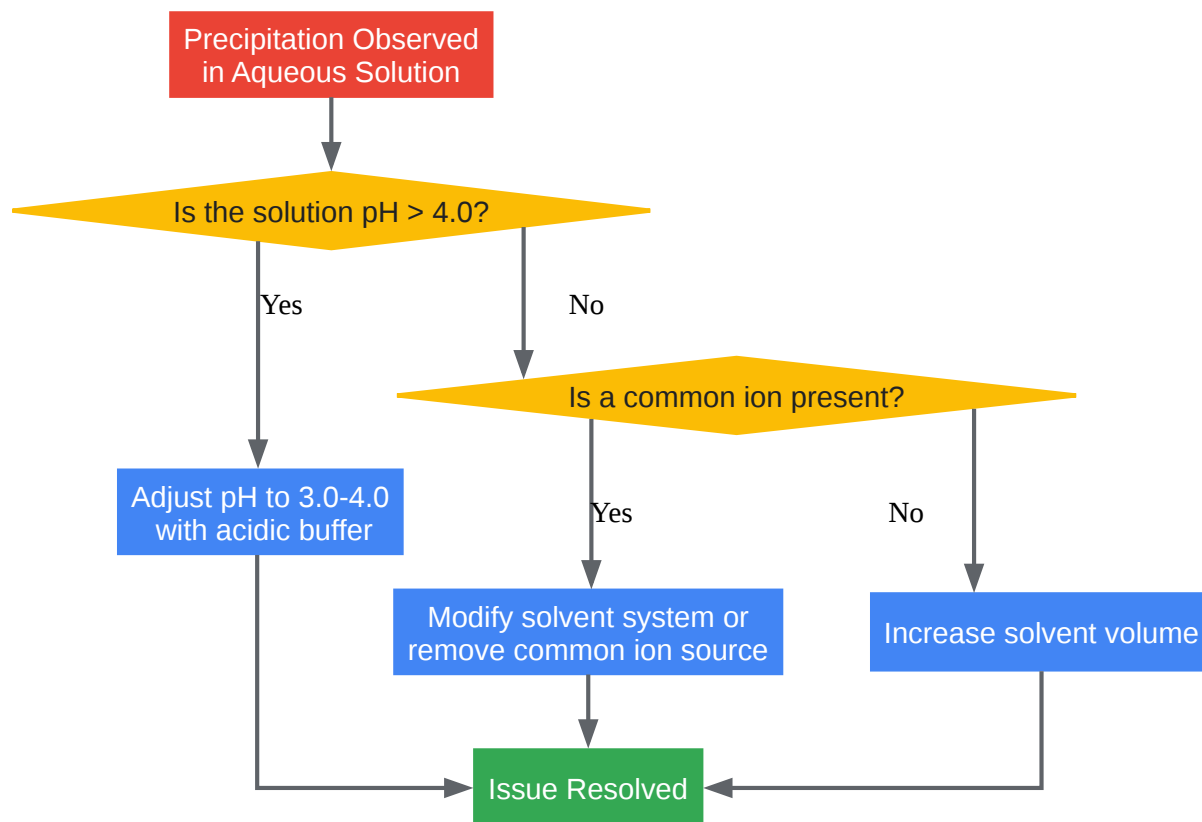 Precipitation Observed
in Aqueous Solution
Is the solution pH > 4.0?
Yes
No
Is a common ion present?
Adjust pH to 3.0-4.0
with acidic buffer
Yes
No
Modify solvent system or
remove common ion source
Increase solvent volume
Issue Resolved